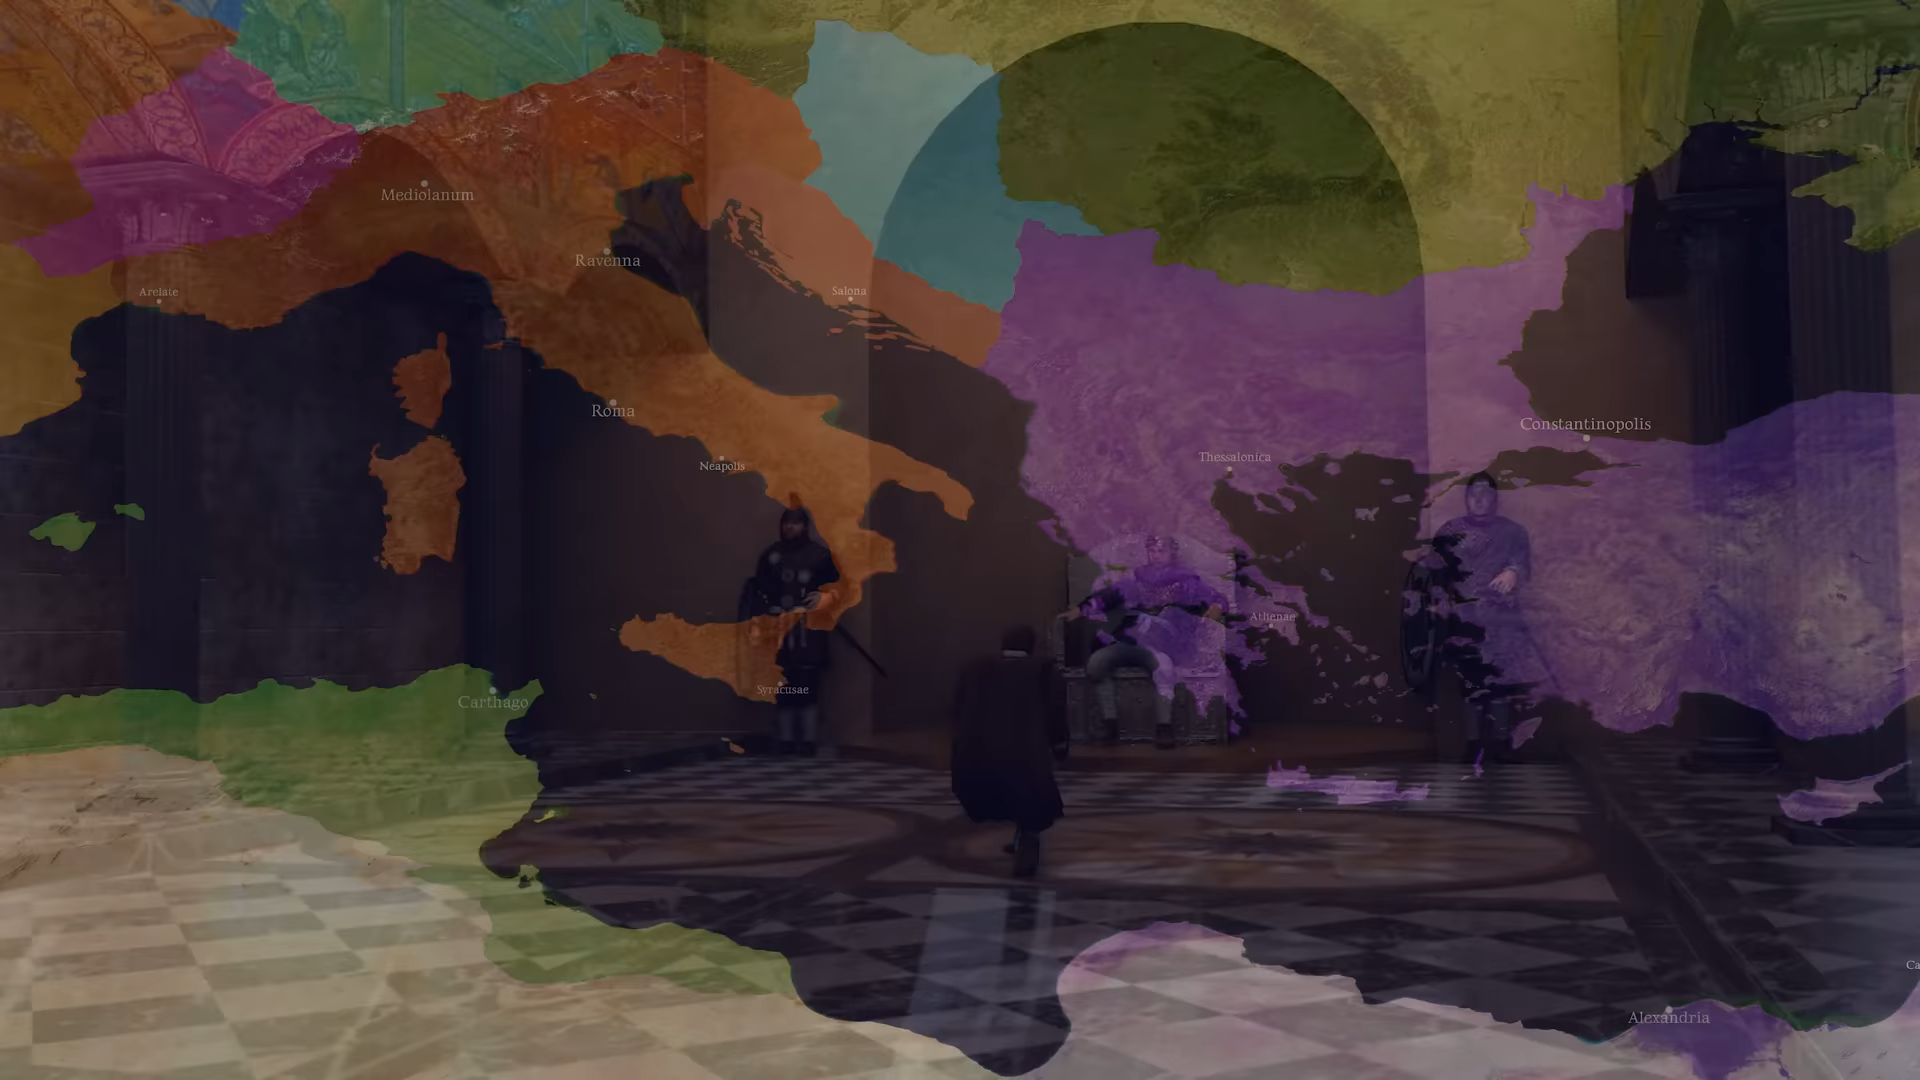 Mediolanum
Ravenna
Arelate
Salona
Roma
Constantinopolis
Neapolis
Thessalonica
Athenae
Syracusae
Carthago
Alexandria